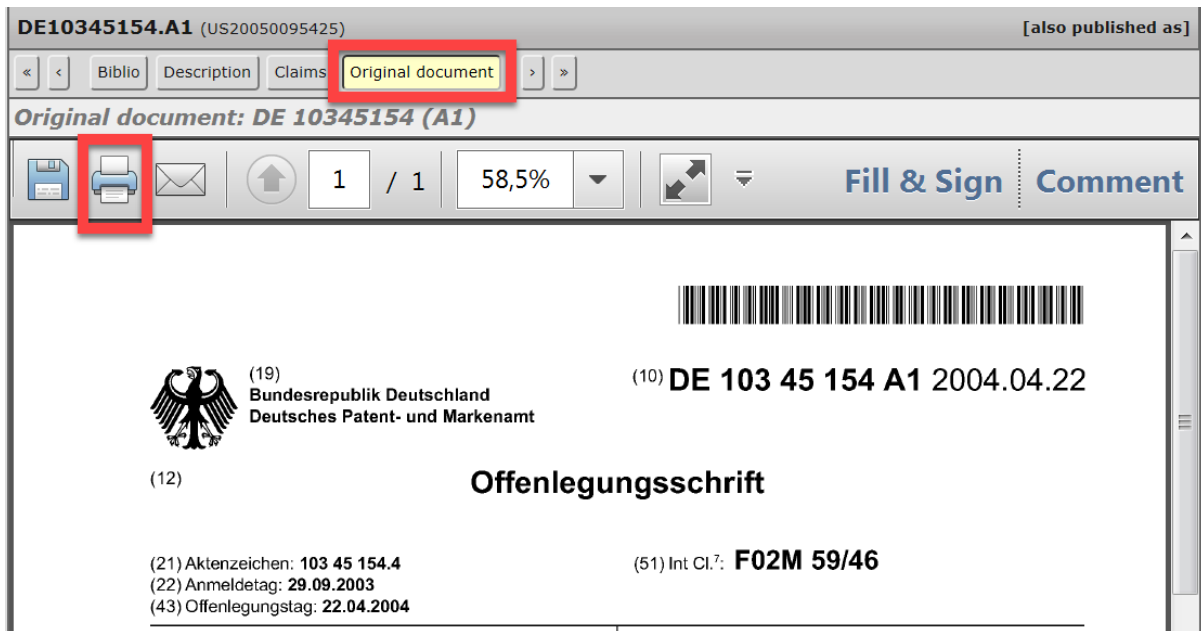 DE10345154.A1 (US20050095425) [also published as]
« ‹ Biblio Description Claims Original document › »
Original document: DE 10345154 (A1)
1 / 1 58,5% Fill & Sign Comment
(19)
Bundesrepublik Deutschland
Deutsches Patent- und Markenamt
(10) DE 103 45 154 A1 2004.04.22
(12) Offenlegungsschrift
(21) Aktenzeichen: 103 45 154.4
(22) Anmeldetag: 29.09.2003
(43) Offenlegungstag: 22.04.2004
(51) Int Cl.7: F02M 59/46